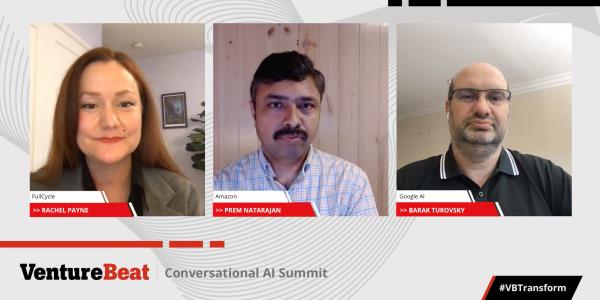 FullCycle
>> RACHEL PAYNE
Amazon
>> PREM NATARAJAN
Google AI
>> BARAK TUROVSKY
VentureBeat
Conversational AI Summit
#VBTransform